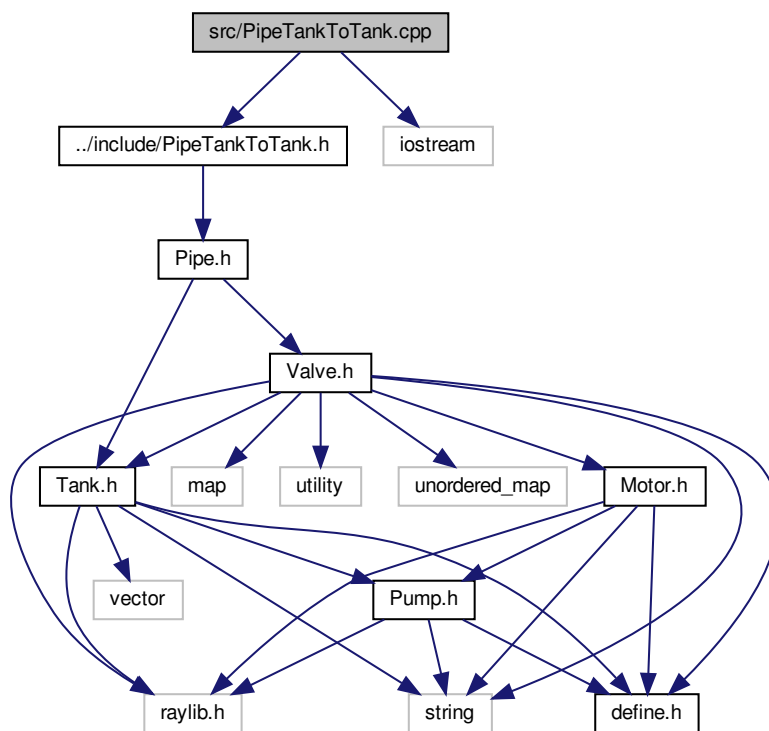 src/PipeTankToTank.cpp
../include/PipeTankToTank.h
iostream
Pipe.h
Valve.h
Tank.h
map
utility
unordered_map
Motor.h
vector
Pump.h
raylib.h
string
define.h